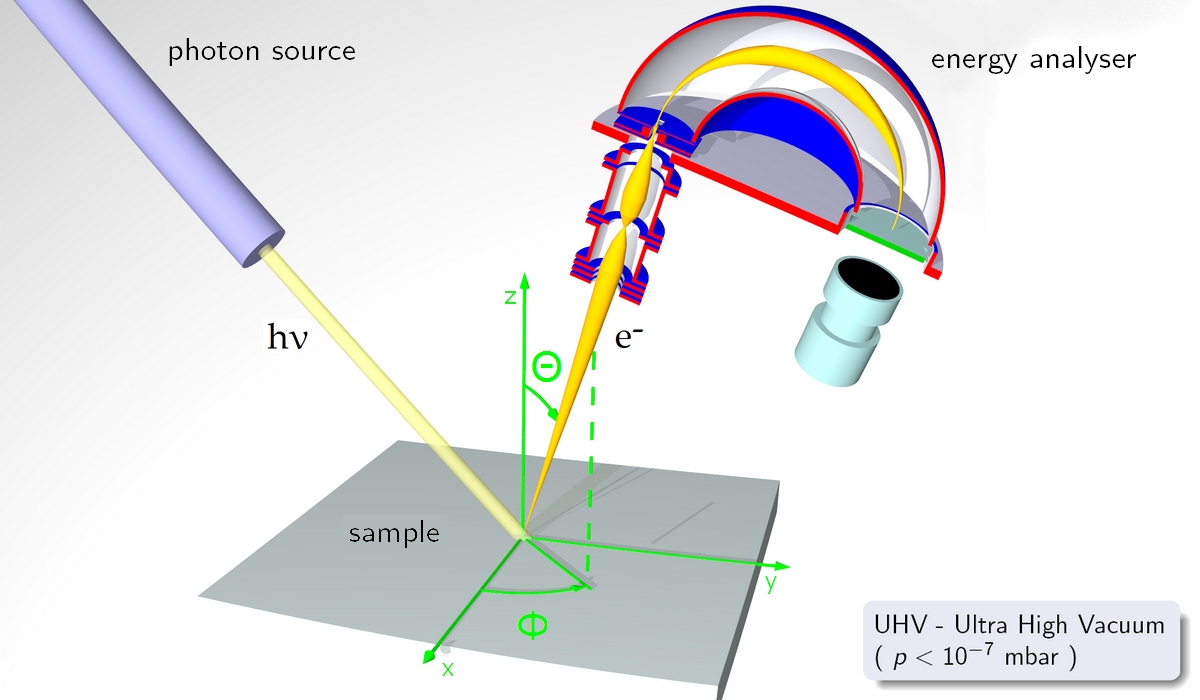 photon source
energy analyser
hν
e⁻
z
Θ
sample
y
Φ
x
UHV - Ultra High Vacuum
( p < 10⁻⁷ mbar )